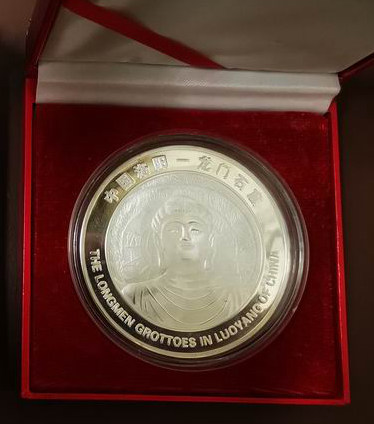 中国洛阳—龙门石窟
THE LONGMEN GROTTOES IN LUOYANG OF CHINA